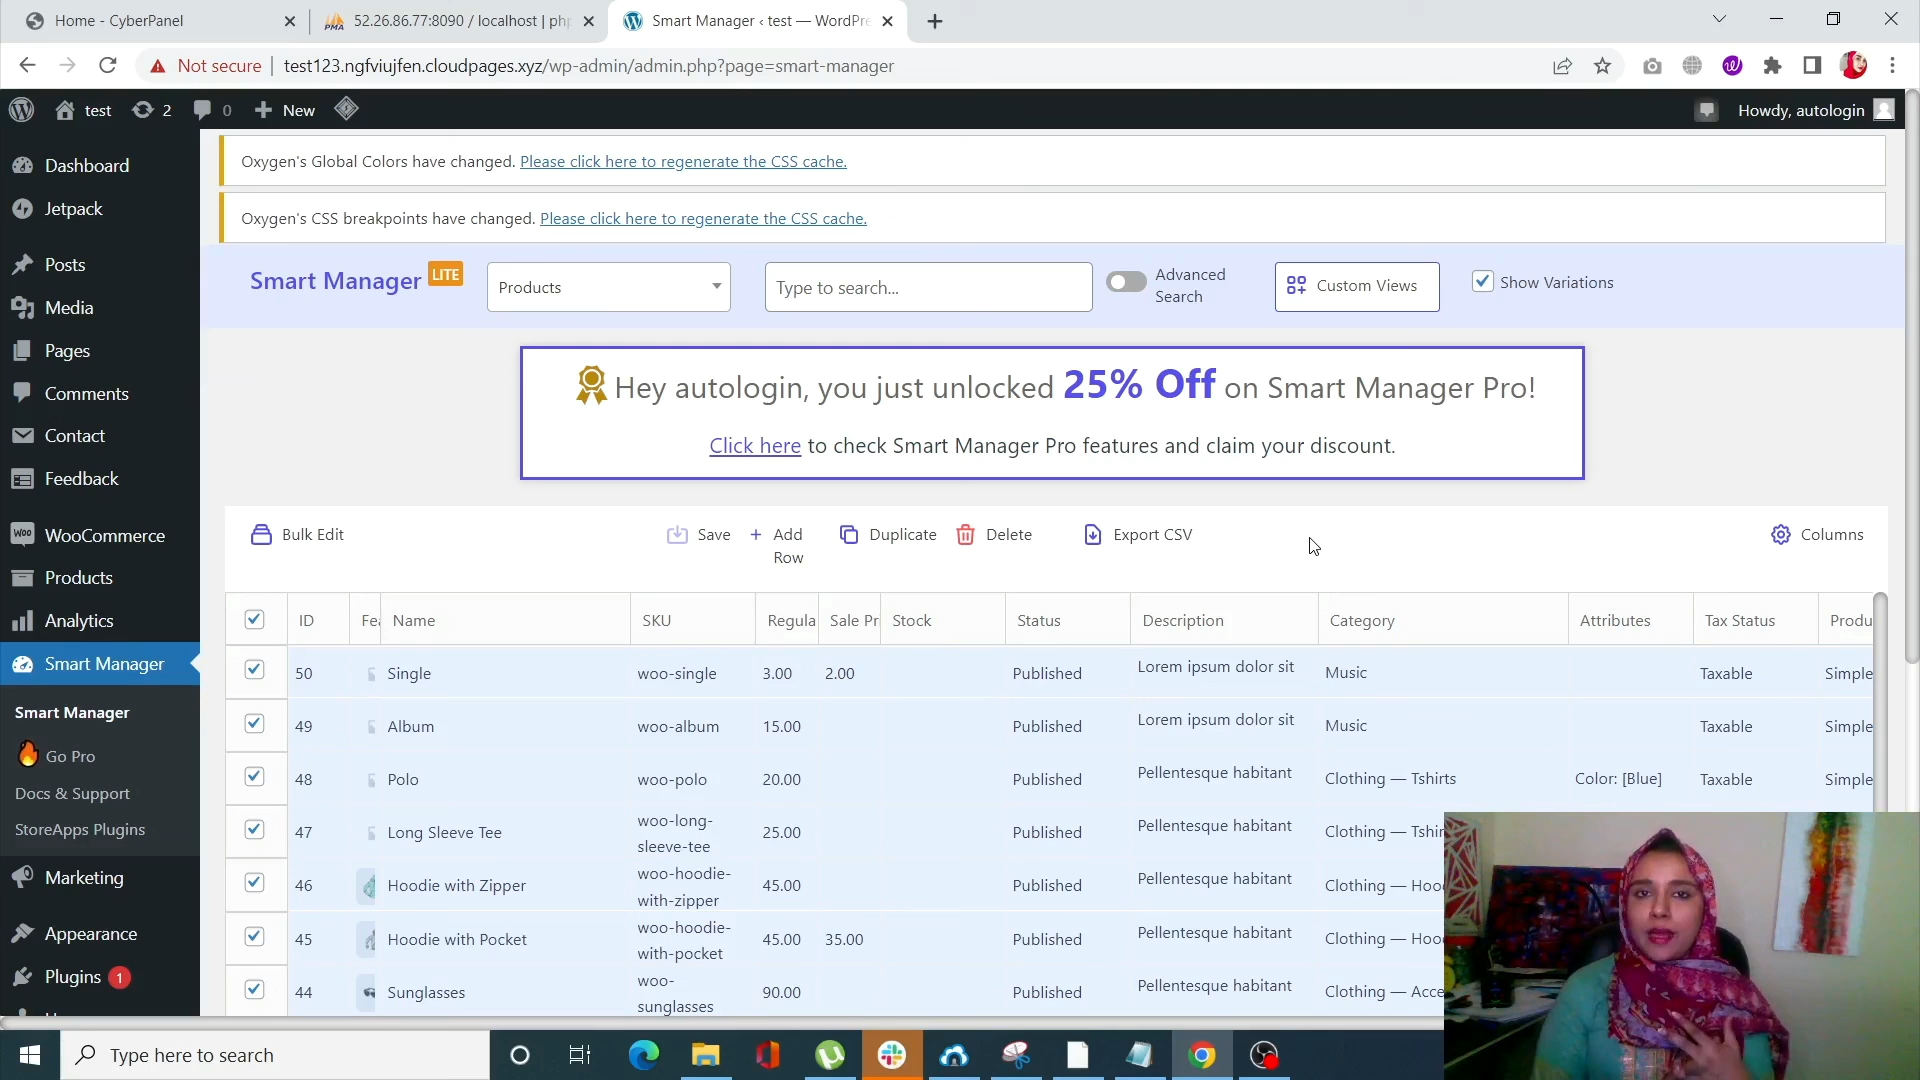 Home - CyberPanel
52.26.86.77:8090 / localhost | php
Smart Manager ‹ test — WordPre
Not secure
test123.ngfviujfen.cloudpages.xyz/wp-admin/admin.php?page=smart-manager
test
2
0
New
Howdy, autologin
Dashboard
Jetpack
Posts
Media
Pages
Comments
Contact
Feedback
WooCommerce
Products
Analytics
Smart Manager
Smart Manager
Go Pro
Docs & Support
StoreApps Plugins
Marketing
Appearance
Plugins 1
Oxygen's Global Colors have changed. Please click here to regenerate the CSS cache.
Oxygen's CSS breakpoints have changed. Please click here to regenerate the CSS cache.
Smart Manager LITE
Products
Type to search...
Advanced
Search
Custom Views
Show Variations
Hey autologin, you just unlocked 25% Off on Smart Manager Pro!
Click here to check Smart Manager Pro features and claim your discount.
Bulk Edit
Save
+ Add
Row
Duplicate
Delete
Export CSV
Columns
ID Fea Name SKU Regula Sale Pr Stock Status Description Category Attributes Tax Status Produ
50 Single woo-single 3.00 2.00 Published Lorem ipsum dolor sit Music Taxable Simple
49 Album woo-album 15.00 Published Lorem ipsum dolor sit Music Taxable Simple
48 Polo woo-polo 20.00 Published Pellentesque habitant Clothing — Tshirts Color: [Blue] Taxable Simple
47 Long Sleeve Tee woo-long-
sleeve-tee 25.00 Published Pellentesque habitant Clothing — Tshir
46 Hoodie with Zipper woo-hoodie-
with-zipper 45.00 Published Pellentesque habitant Clothing — Hoo
45 Hoodie with Pocket woo-hoodie-
with-pocket 45.00 35.00 Published Pellentesque habitant Clothing — Hoo
44 Sunglasses woo-
sunglasses 90.00 Published Pellentesque habitant Clothing — Acce
Type here to search